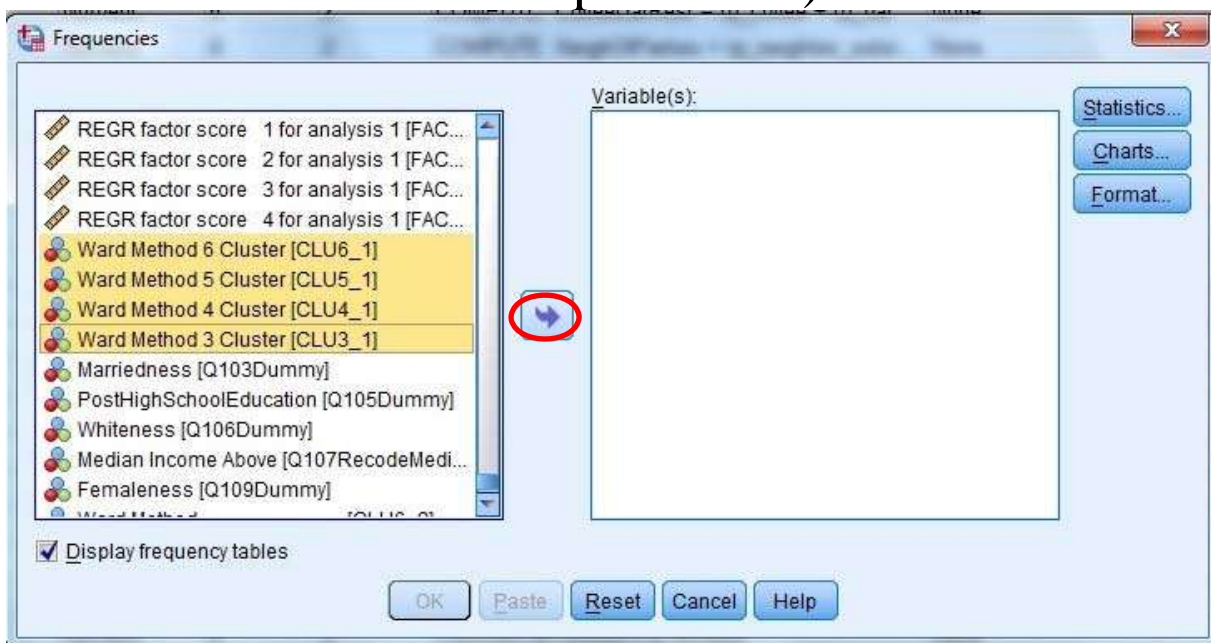 Frequencies
Variable(s):
REGR factor score 1 for analysis 1 [FAC...
REGR factor score 2 for analysis 1 [FAC...
REGR factor score 3 for analysis 1 [FAC...
REGR factor score 4 for analysis 1 [FAC...
Ward Method 6 Cluster [CLU6_1]
Ward Method 5 Cluster [CLU5_1]
Ward Method 4 Cluster [CLU4_1]
Ward Method 3 Cluster [CLU3_1]
Marriedness [Q103Dummy]
PostHighSchoolEducation [Q105Dummy]
Whiteness [Q106Dummy]
Median Income Above [Q107RecodeMedi...
Femaleness [Q109Dummy]
Ward Method
Statistics...
Charts...
Format...
Display frequency tables
OK Paste Reset Cancel Help